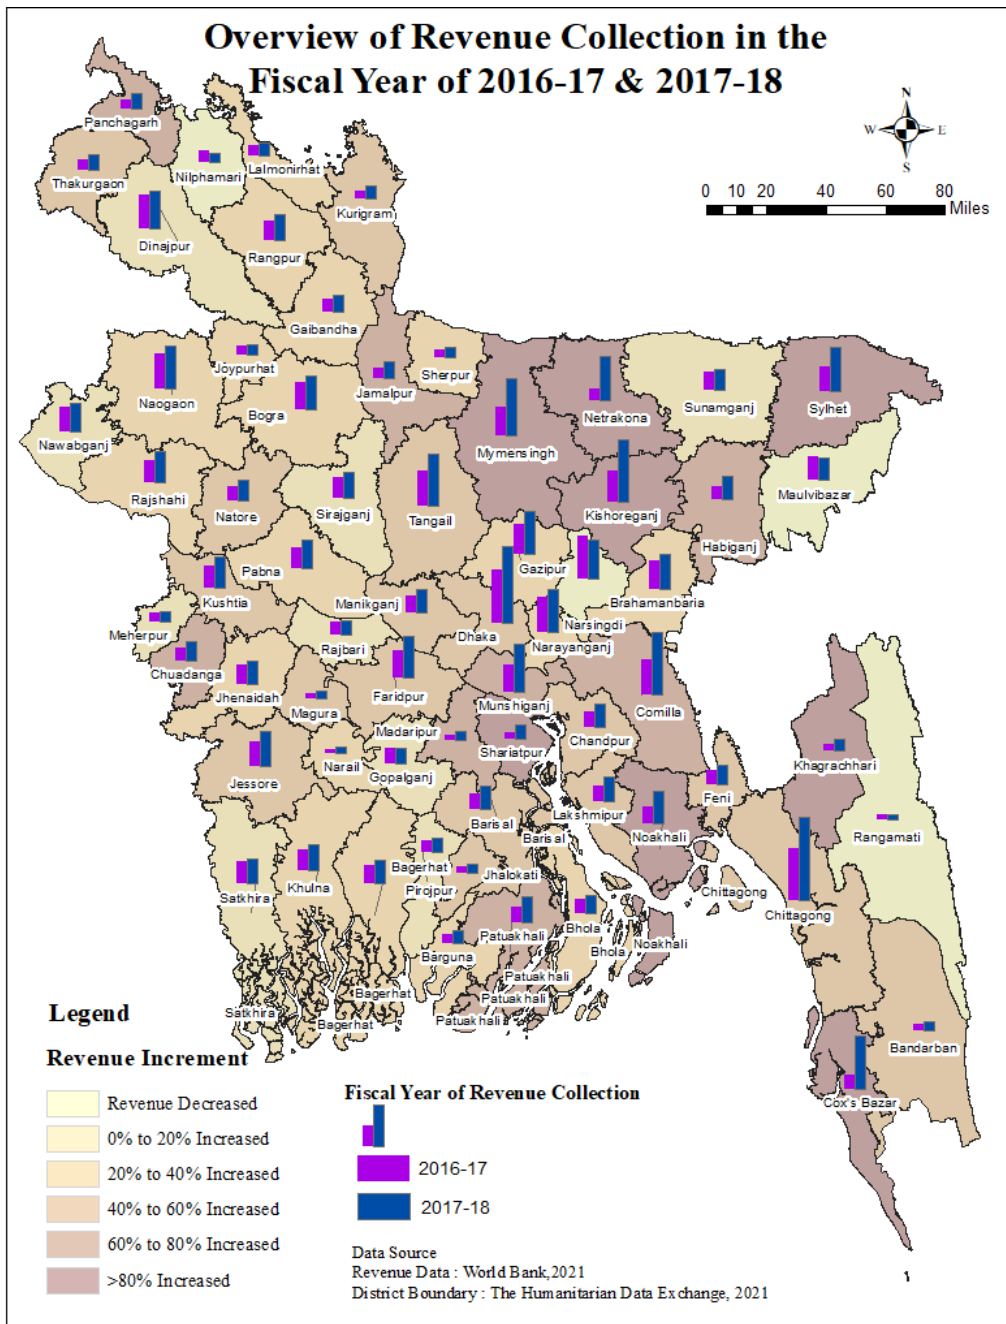 Overview of Revenue Collection in the
Fiscal Year of 2016-17 & 2017-18
N
W
E
S
0 10 20 40 60 80
Miles
Panchagarh
Thakurgaon
Nilphamari
Lalmonirhat
Kurigram
Dinajpur
Rangpur
Gaibandha
Joypurhat
Sherpur
Jamalpur
Naogaon
Bogra
Netrakona
Sunamganj
Sylhet
Nawabganj
Mymensingh
Rajshahi
Natore
Sirajganj
Tangail
Kishoreganj
Habiganj
Maulvibazar
Pabna
Gazipur
Kushtia
Manikganj
Brahamanbaria
Meherpur
Rajbari
Dhaka
Narsingdi
Narayanganj
Chuadanga
Jhenaidah
Magura
Faridpur
Munshiganj
Comilla
Madaripur
Shariatpur
Chandpur
Khagrachhari
Jessore
Narail
Gopalganj
Feni
Barisal
Lakshmipur
Noakhali
Rangamati
Barisal
Bagerhat
Jhalokati
Pirojpur
Satkhira
Khulna
Chittagong
Chittagong
Patuakhali
Bhola
Noakhali
Bhola
Barguna
Patuakhali
Patuakhali
Patuakhali
Bagerhat
Satkhira
Bagerhat
Bandarban
Cox's Bazar
Legend
Revenue Increment
Revenue Decreased
0% to 20% Increased
20% to 40% Increased
40% to 60% Increased
60% to 80% Increased
>80% Increased
Fiscal Year of Revenue Collection
2016-17
2017-18
Data Source
Revenue Data : World Bank,2021
District Boundary : The Humanitarian Data Exchange, 2021